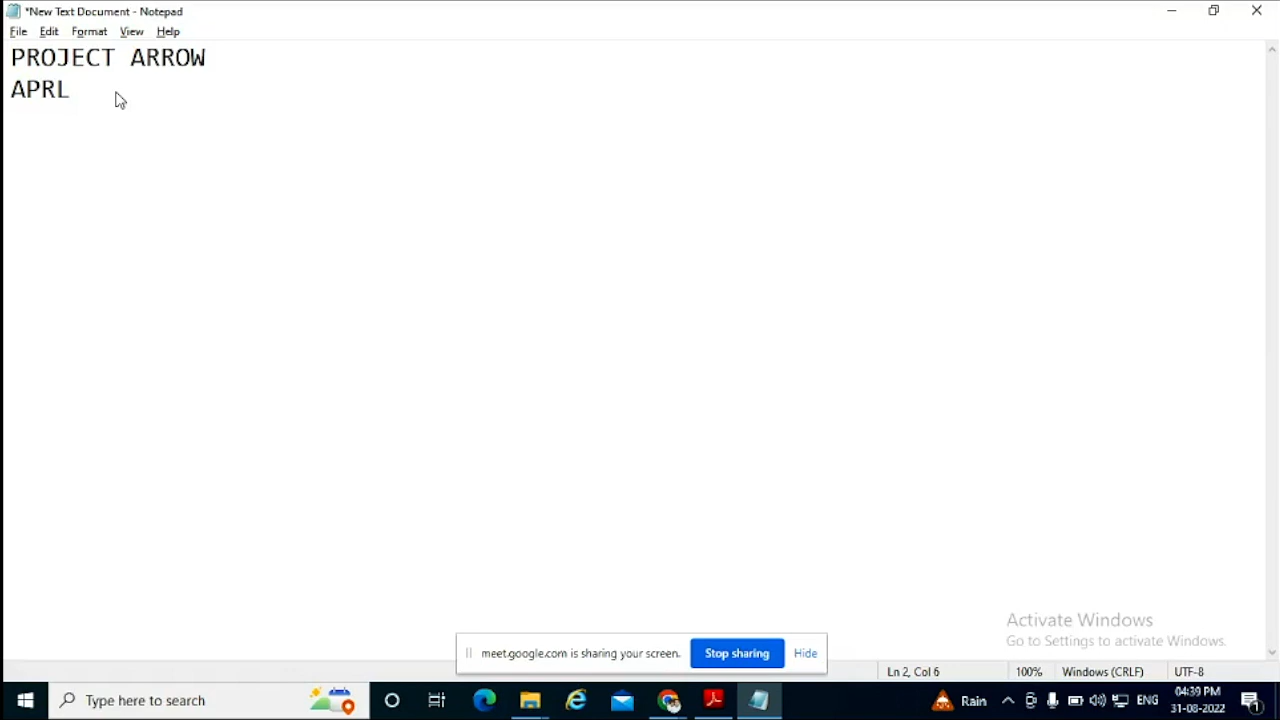 *New Text Document - Notepad
File Edit Format View Help
PROJECT ARROW
APRL
Activate Windows
Go to Settings to activate Windows.
meet.google.com is sharing your screen. Stop sharing Hide
Ln 2, Col 6 100% Windows (CRLF) UTF-8
Type here to search Rain ENG 04:39 PM
31-08-2022
1